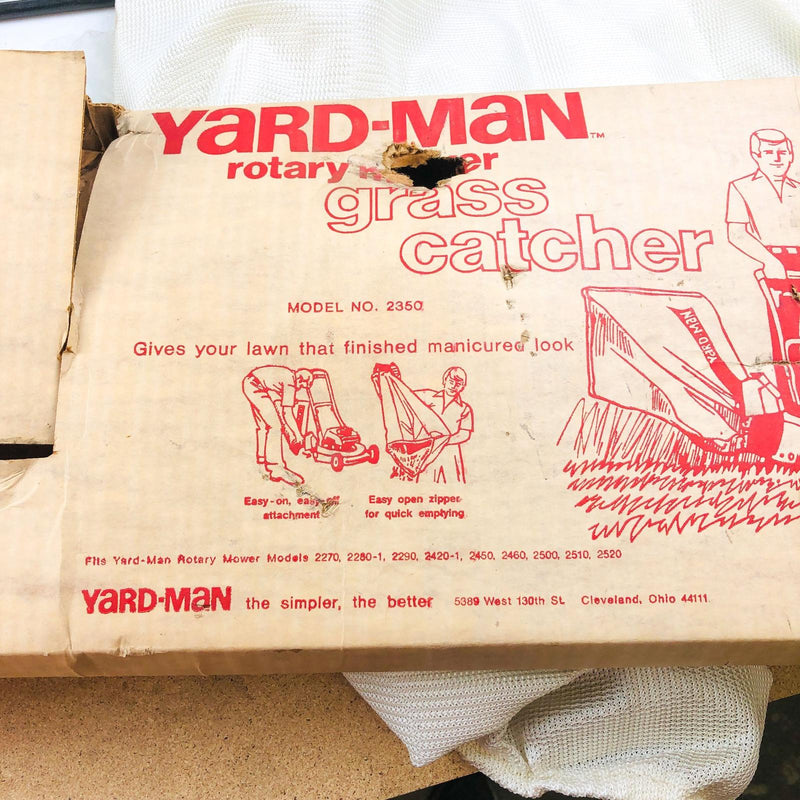 YARD-MAN™
rotary
grass
catcher
MODEL NO. 2350
Gives your lawn that finished manicured look
YARD-MAN
Easy-on, easy-off
attachment
Easy open zipper
for quick emptying
Fits Yard-Man Rotary Mower Models 2270, 2280-1, 2290, 2420-1, 2450, 2460, 2500, 2510, 2520
YARD-MAN the simpler, the better 5389 West 130th St. Cleveland, Ohio 44111